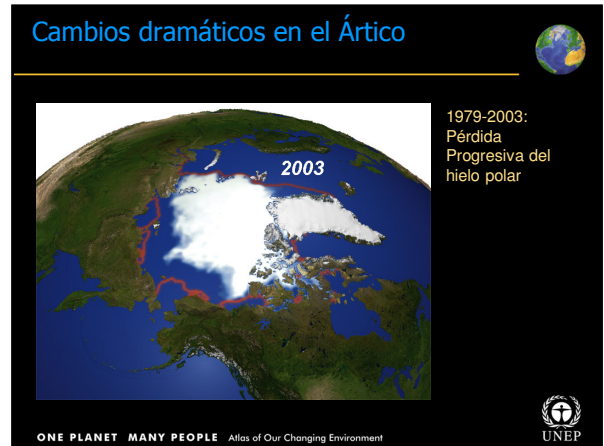 Cambios dramáticos en el Ártico
2003
1979-2003:
Pérdida
Progresiva del
hielo polar
ONE PLANET MANY PEOPLE Atlas of Our Changing Environment
UNEP